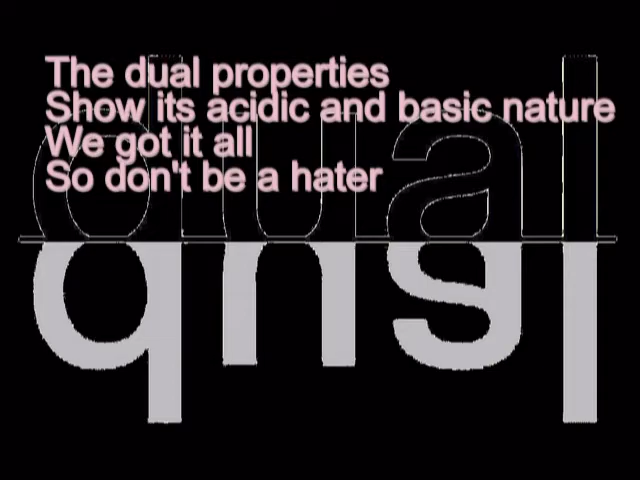 The dual properties
Show its acidic and basic nature
We got it all
So don't be a hater
dual